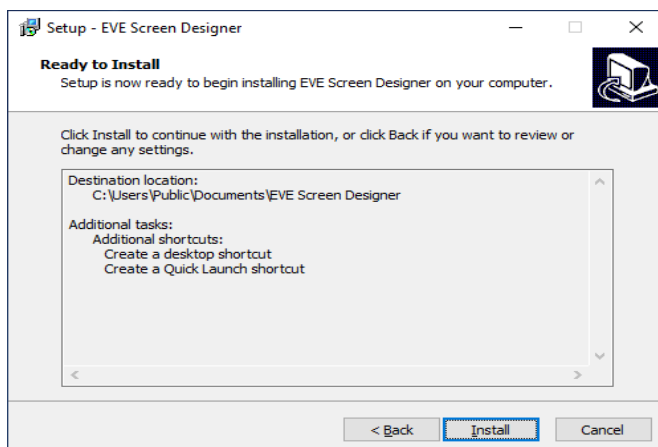 Setup - EVE Screen Designer
Ready to Install
Setup is now ready to begin installing EVE Screen Designer on your computer.
Click Install to continue with the installation, or click Back if you want to review or
change any settings.
Destination location:
C:\Users\Public\Documents\EVE Screen Designer
Additional tasks:
Additional shortcuts:
Create a desktop shortcut
Create a Quick Launch shortcut
< Back
Install
Cancel